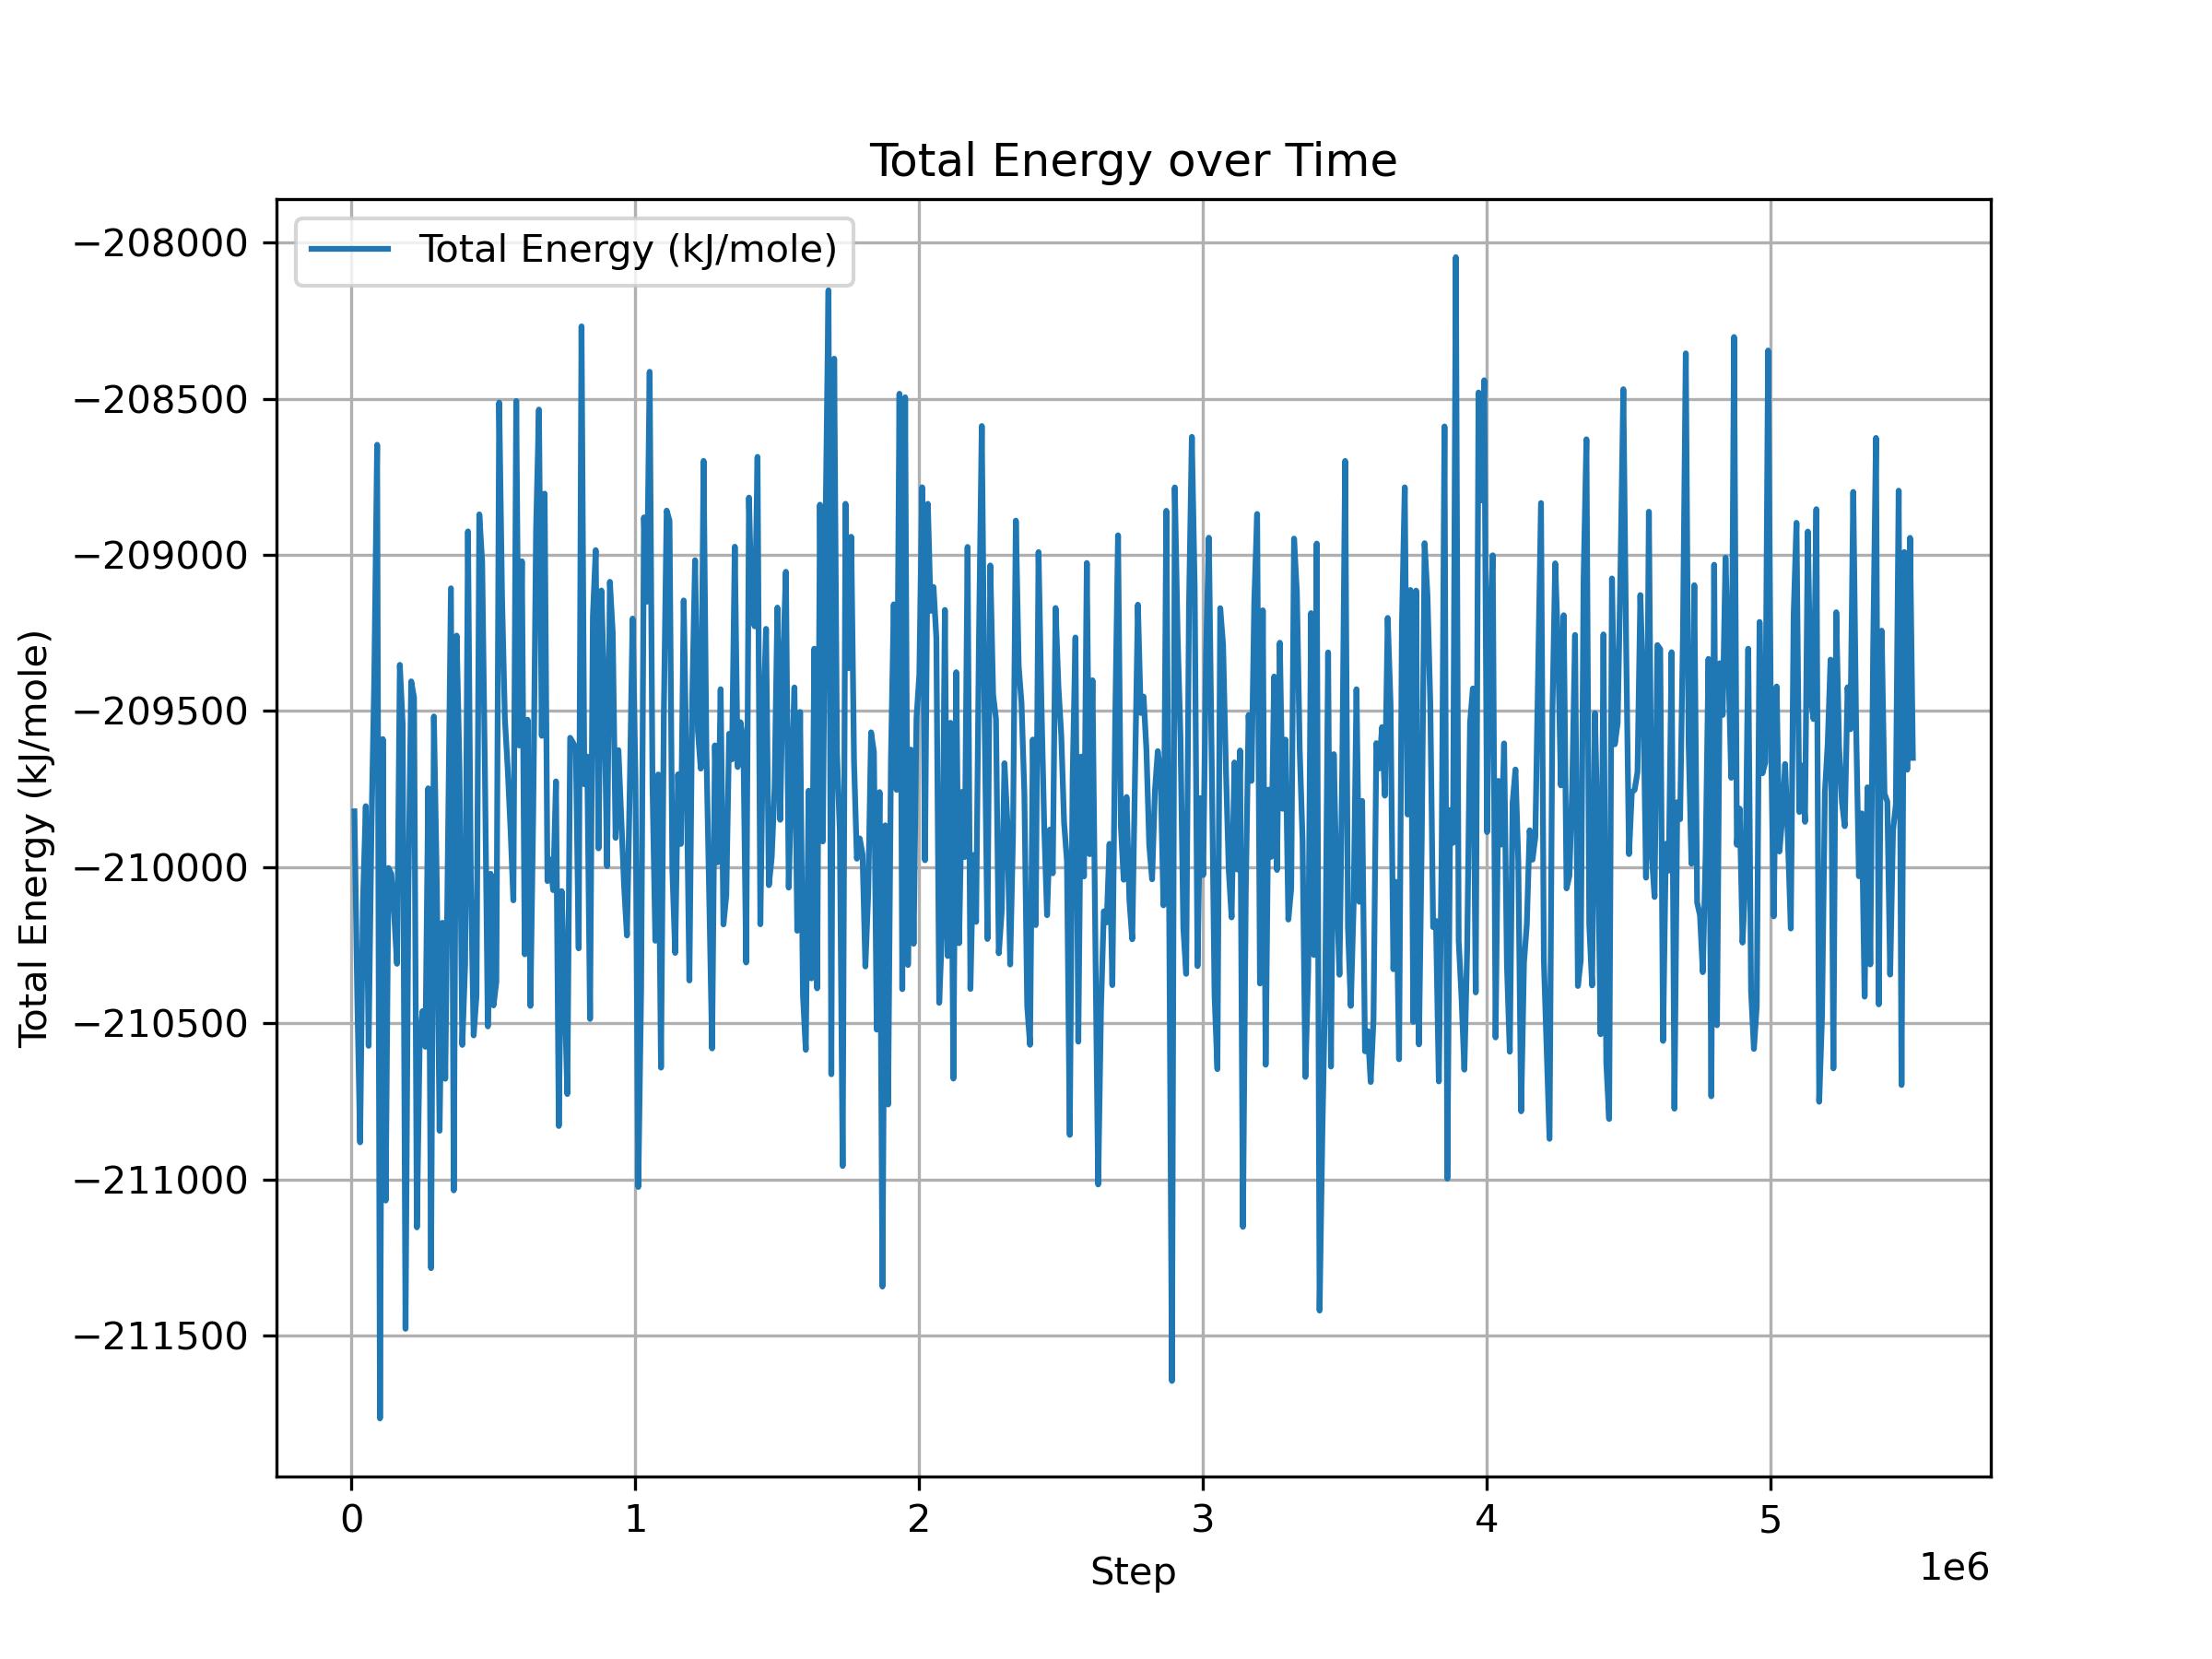 Total Energy over Time
Total Energy (kJ/mole)
Total Energy (kJ/mole)
−208000
−208500
−209000
−209500
−210000
−210500
−211000
−211500
0 1 2 3 4 5
Step
1e6